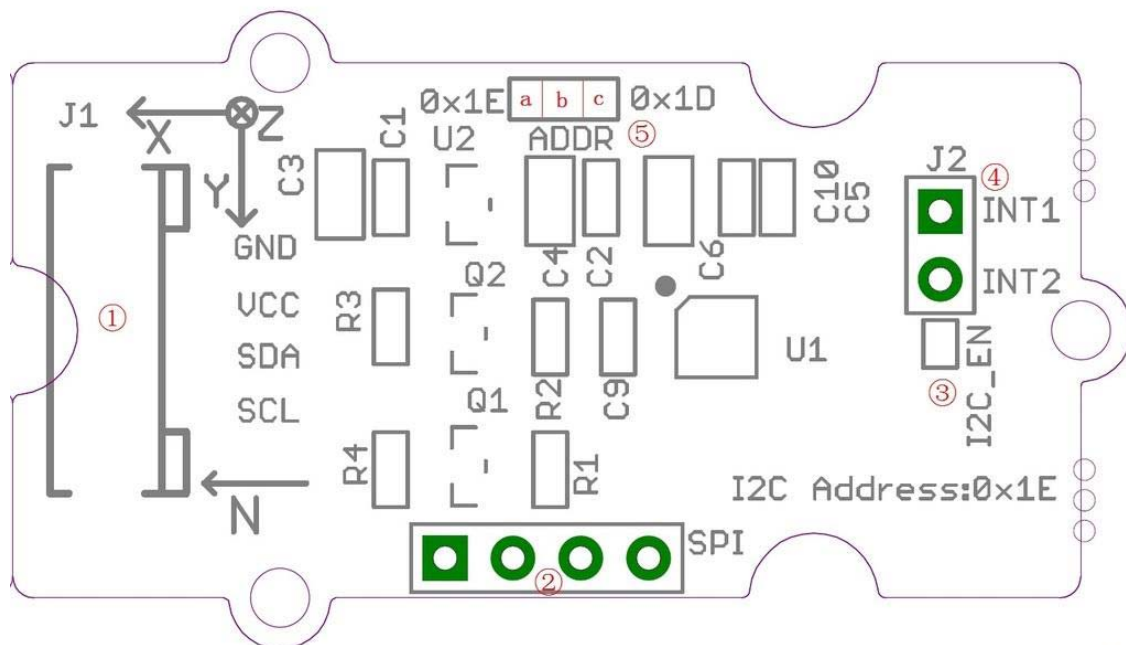 0x1E a b c 0x1D
J1 X Z
C1 U2 ADDR ⑤
C3 C10 C5 J2 ④
Y INT1
GND
C4 C2 C6
Q2 INT2
VCC R3
① SDA U1
I2C_EN
③
SCL Q1 R2 C9
R4 R1
N I2C Address:0x1E
SPI
②